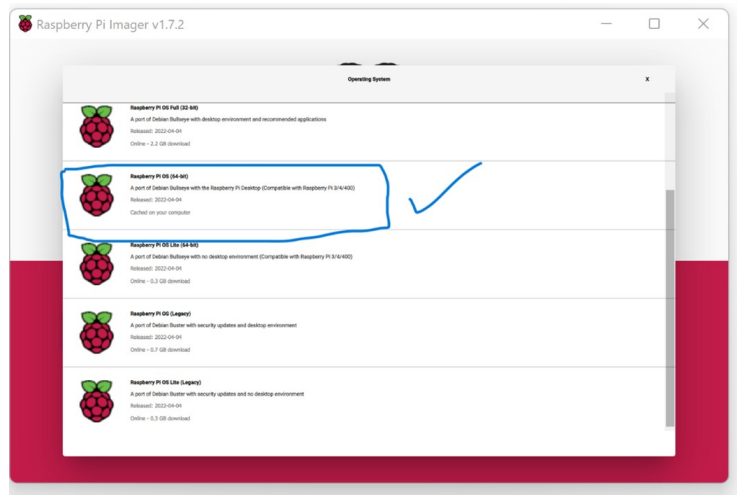 Raspberry Pi Imager v1.7.2
Operating System
X
Raspberry Pi OS Full (32-bit)
A port of Debian Bullseye with desktop environment and recommended applications
Released: 2022-04-04
Online - 2.2 GB download
Raspberry Pi OS (64-bit)
A port of Debian Bullseye with the Raspberry Pi Desktop (Compatible with Raspberry Pi 3/4/400)
Released: 2022-04-04
Cached on your computer
Raspberry Pi OS Lite (64-bit)
A port of Debian Bullseye with no desktop environment (Compatible with Raspberry Pi 3/4/400)
Released: 2022-04-04
Online - 0.3 GB download
Raspberry Pi OS (Legacy)
A port of Debian Buster with security updates and desktop environment
Released: 2022-04-04
Online - 0.7 GB download
Raspberry Pi OS Lite (Legacy)
A port of Debian Buster with security updates and no desktop environment
Released: 2022-04-04
Online - 0.3 GB download